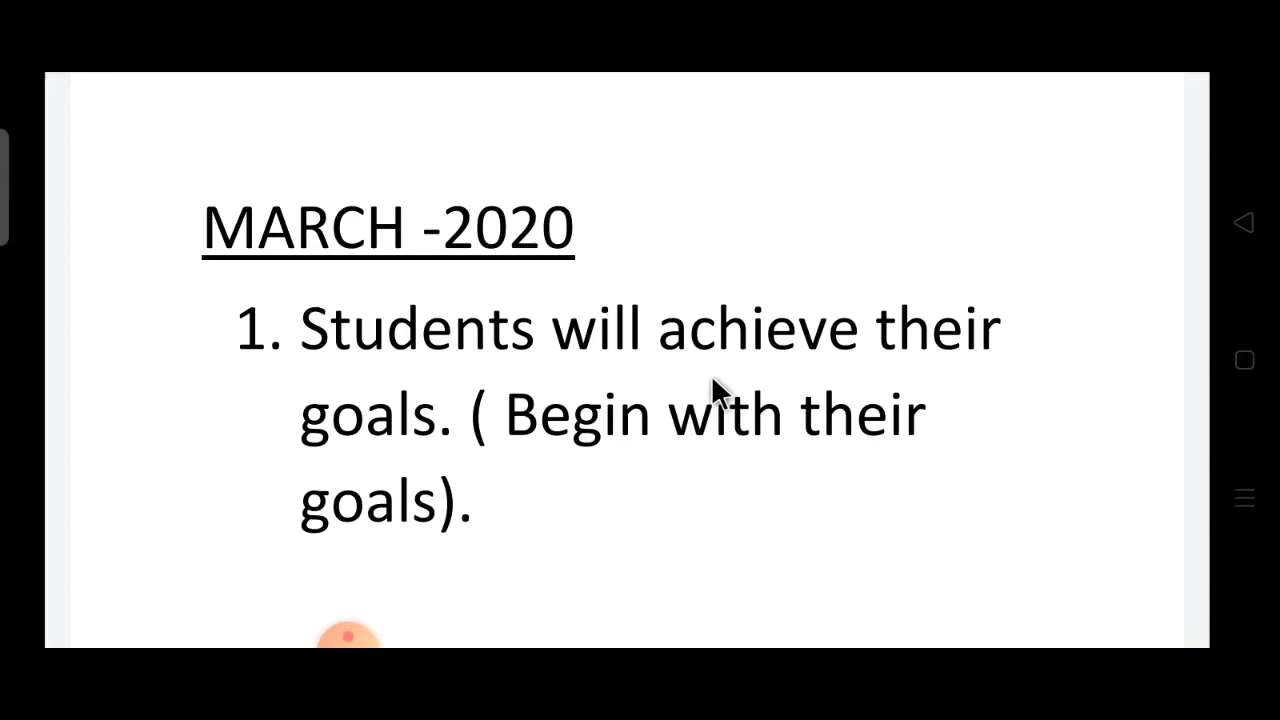 MARCH -2020
1. Students will achieve their
goals. ( Begin with their
goals).